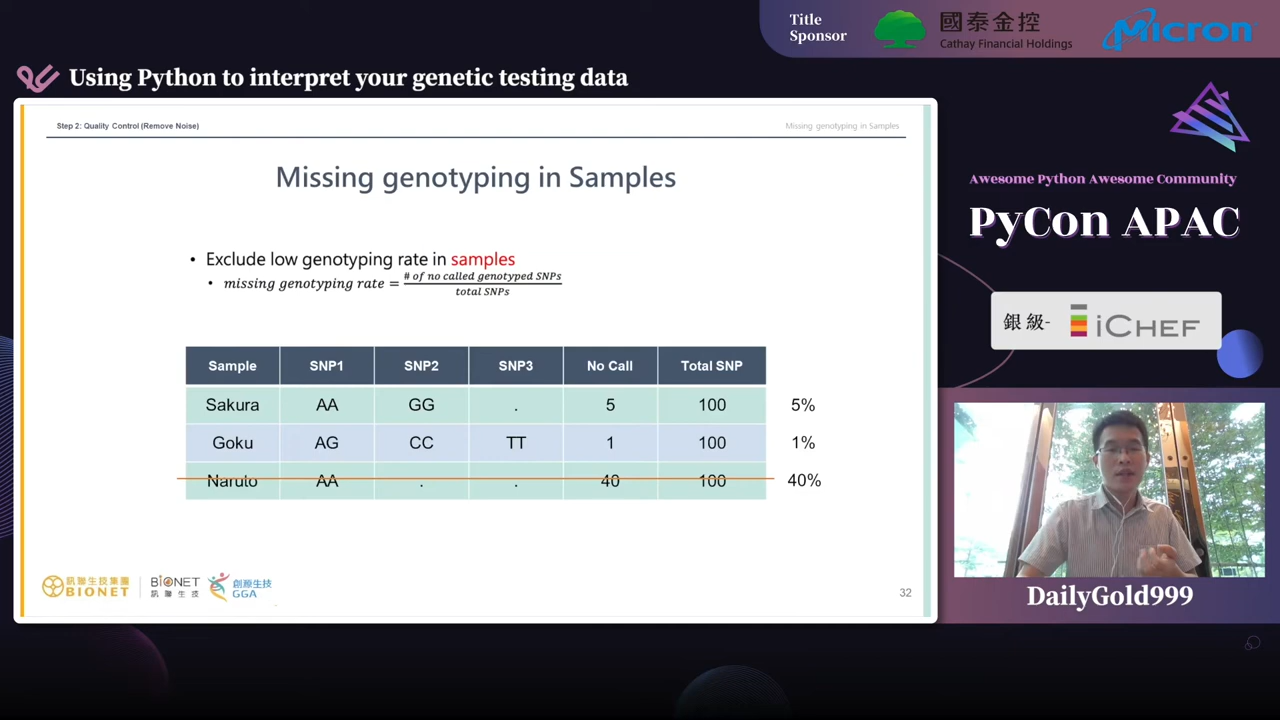 Title
Sponsor
國泰金控
Cathay Financial Holdings
Micron
Using Python to interpret your genetic testing data
Step 2: Quality Control (Remove Noise)
Missing genotyping in Samples
Missing genotyping in Samples
• Exclude low genotyping rate in samples
• missing genotyping rate = # of no called genotyped SNPs / total SNPs
Sample SNP1 SNP2 SNP3 No Call Total SNP
Sakura AA GG . 5 100 5%
Goku AG CC TT 1 100 1%
Naruto AA . . 40 100 40%
訊聯生技集團
BIONET
BIONET
訊聯生技
創源生技
GGA
32
Awesome Python Awesome Community
PyCon APAC
銀級-
iCHEF
DailyGold999